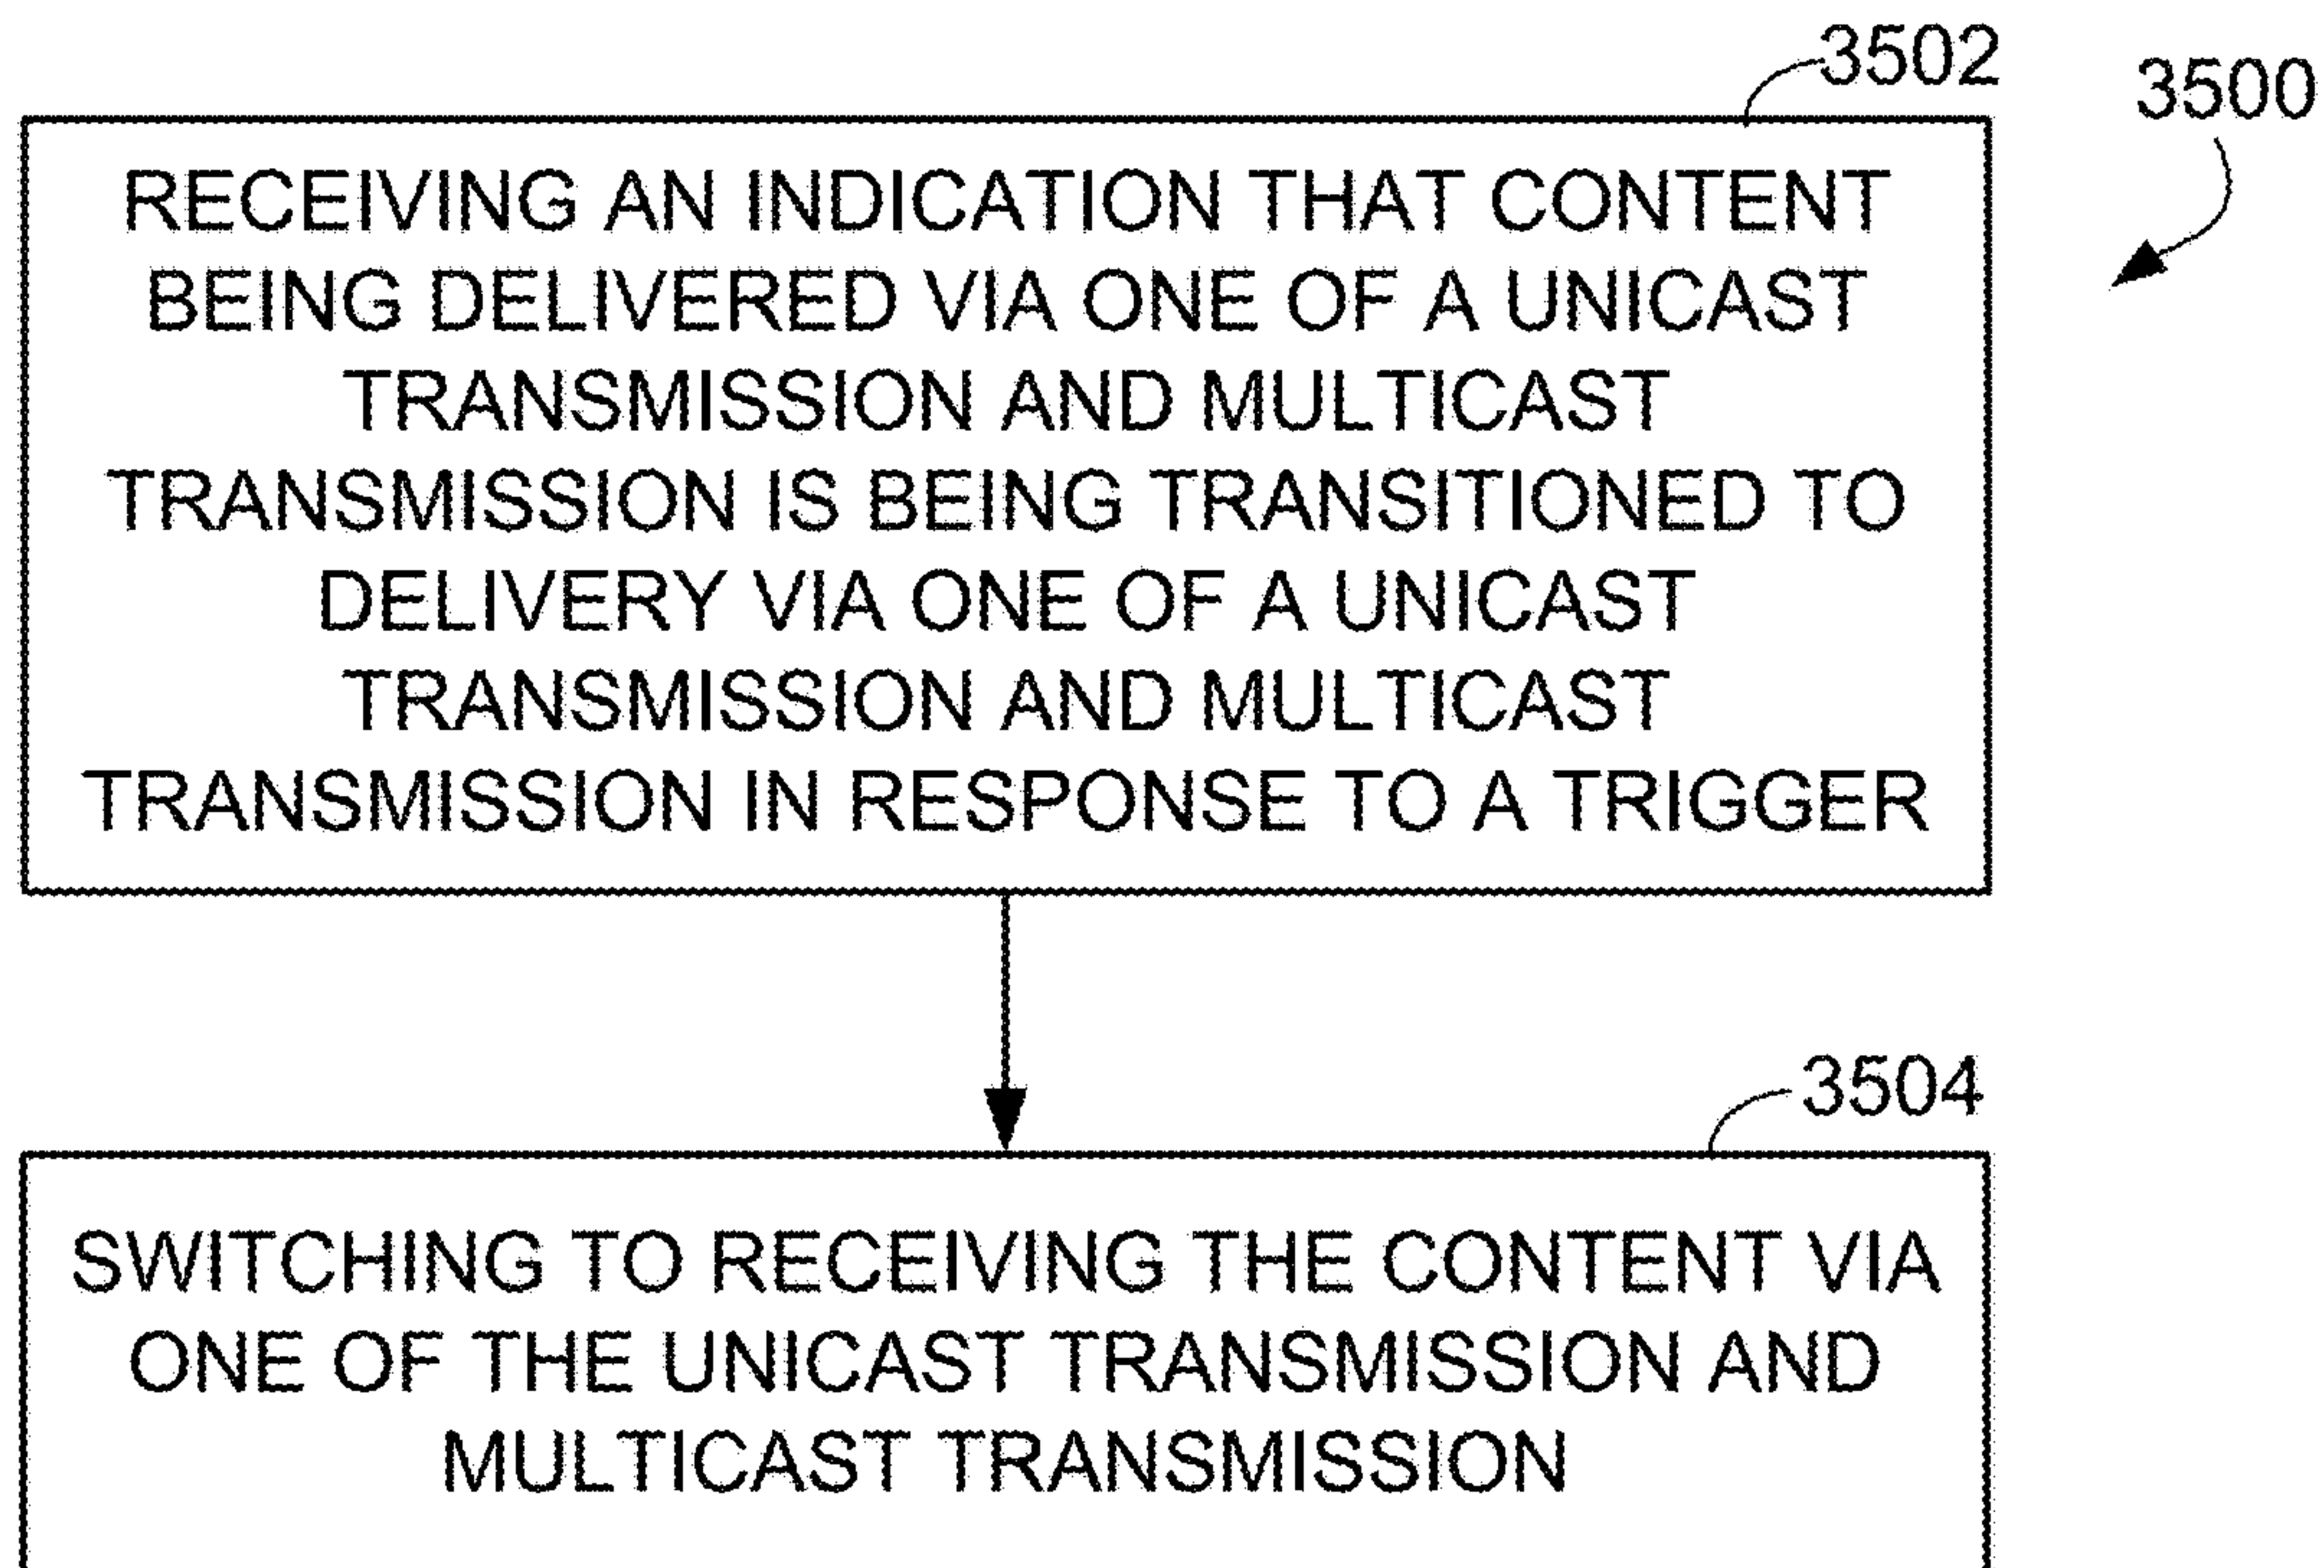 3502
3500
RECEIVING AN INDICATION THAT CONTENT
BEING DELIVERED VIA ONE OF A UNICAST
TRANSMISSION AND MULTICAST
TRANSMISSION IS BEING TRANSITIONED TO
DELIVERY VIA ONE OF A UNICAST
TRANSMISSION AND MULTICAST
TRANSMISSION IN RESPONSE TO A TRIGGER
3504
SWITCHING TO RECEIVING THE CONTENT VIA
ONE OF THE UNICAST TRANSMISSION AND
MULTICAST TRANSMISSION